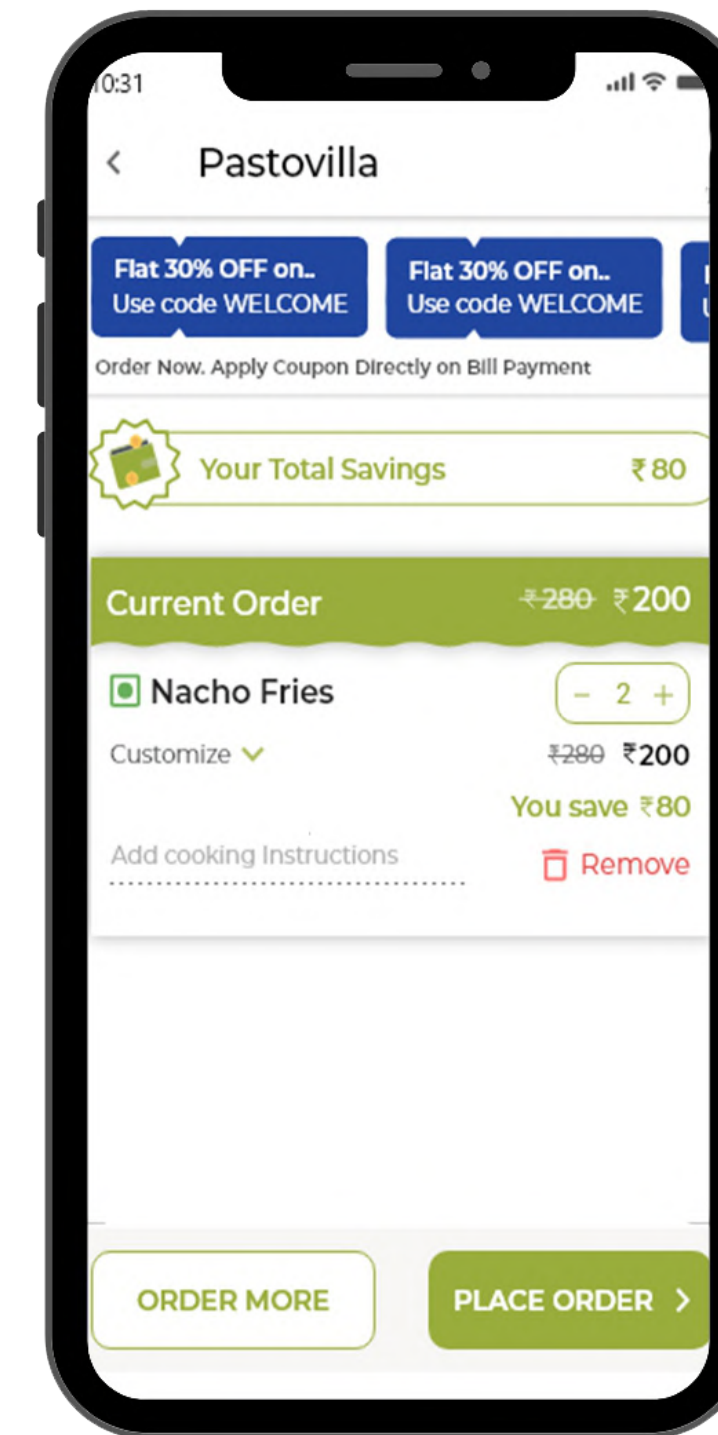 0:31
Pastovilla
Flat 30% OFF on..
Use code WELCOME
Flat 30% OFF on..
Use code WELCOME
Order Now. Apply Coupon Directly on Bill Payment
Your Total Savings ₹80
Current Order ₹280 ₹200
Nacho Fries - 2 +
Customize ₹280 ₹200
You save ₹80
Add cooking Instructions Remove
ORDER MORE PLACE ORDER >